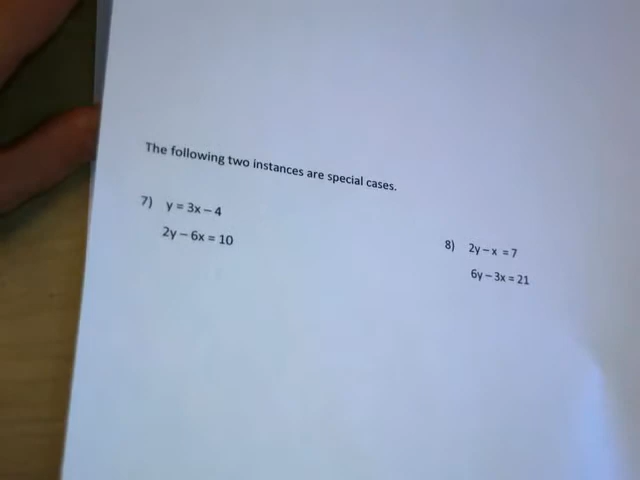 The following two instances are special cases.
7) y = 3x – 4
2y – 6x = 10
8) 2y – x = 7
6y – 3x = 21